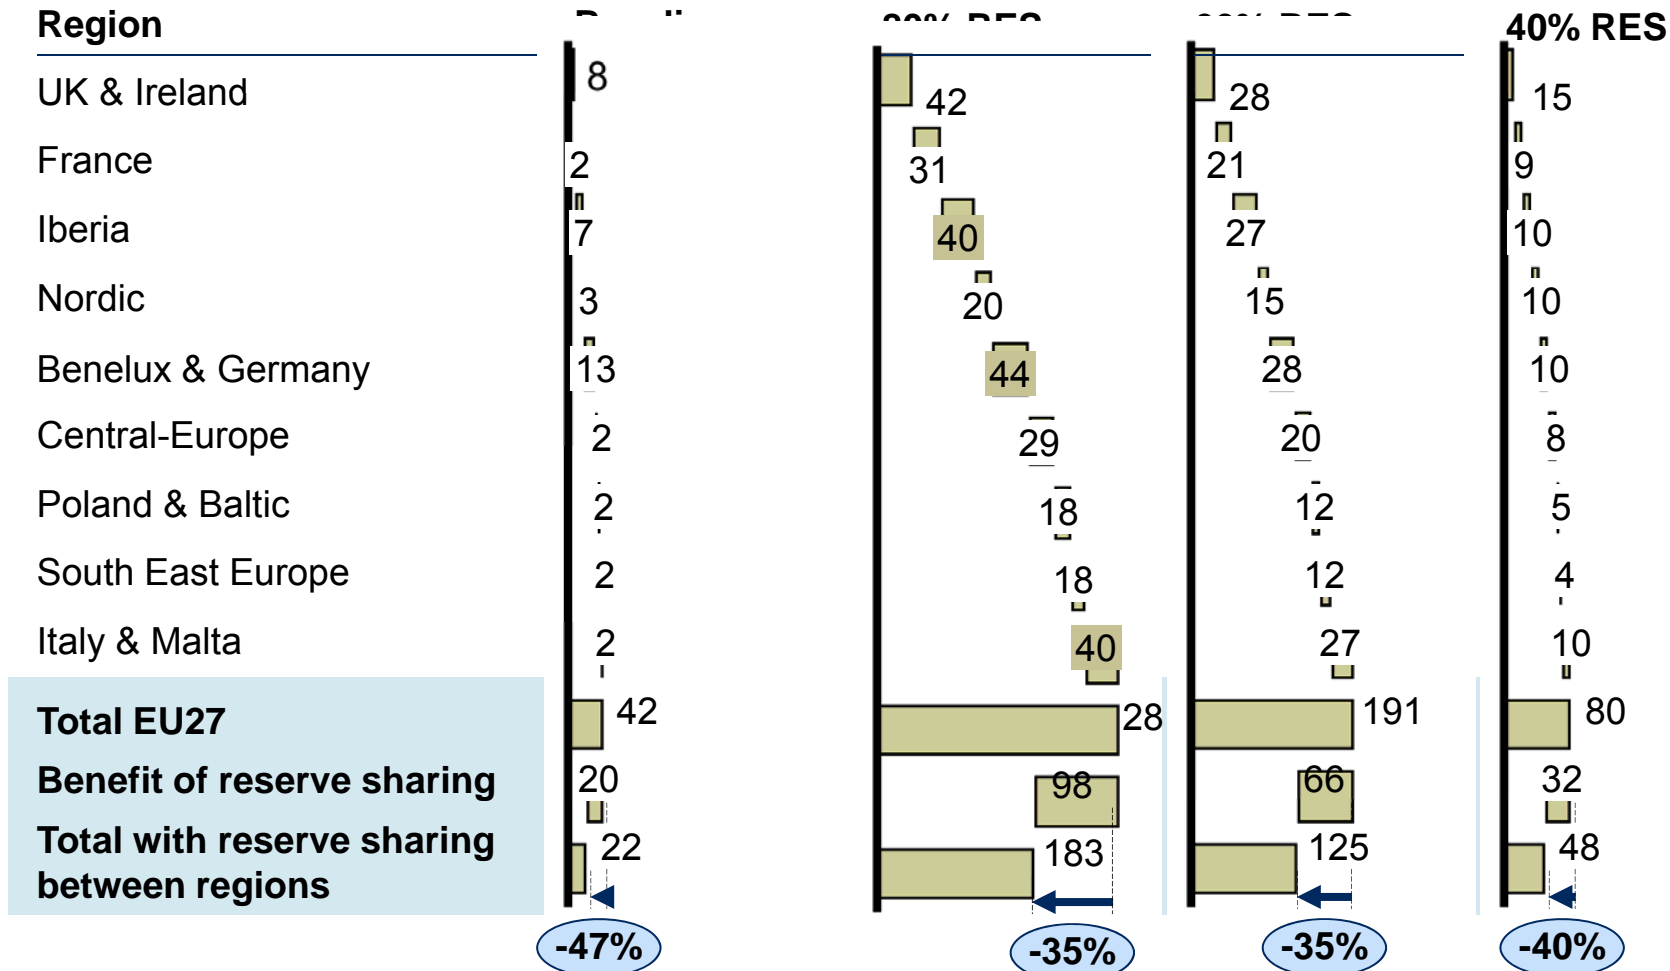 Region 40% RES
UK & Ireland 8 42 28 15
France 2 31 21 9
Iberia 7 40 27 10
Nordic 3 20 15 10
Benelux & Germany 13 44 28 10
Central-Europe 2 29 20 8
Poland & Baltic 2 18 12 5
South East Europe 2 18 12 4
Italy & Malta 2 40 27 10
Total EU27 42 28 191 80
Benefit of reserve sharing 20 98 66 32
Total with reserve sharing
between regions 22 183 125 48
-47% -35% -35% -40%